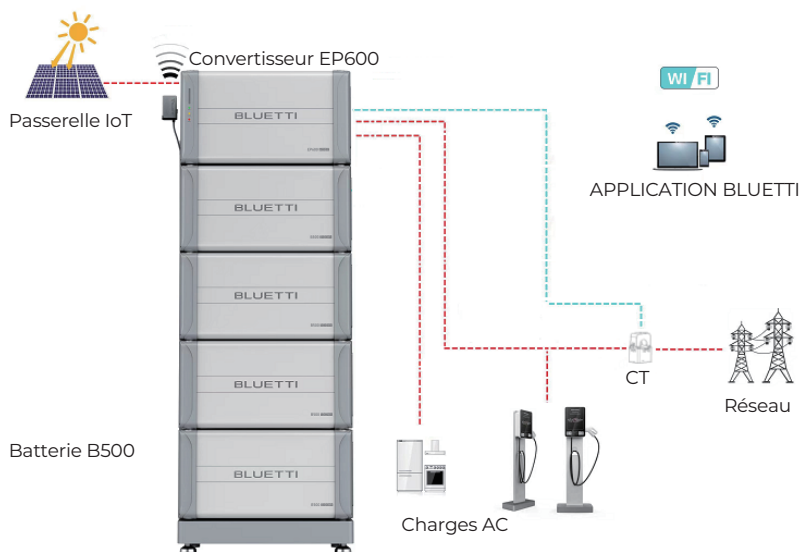 Convertisseur EP600
Passerelle IoT
BLUETTI
WI/FI
APPLICATION BLUETTI
BLUETTI
BLUETTI
CT
Réseau
BLUETTI
Batterie B500
BLUETTI
Charges AC